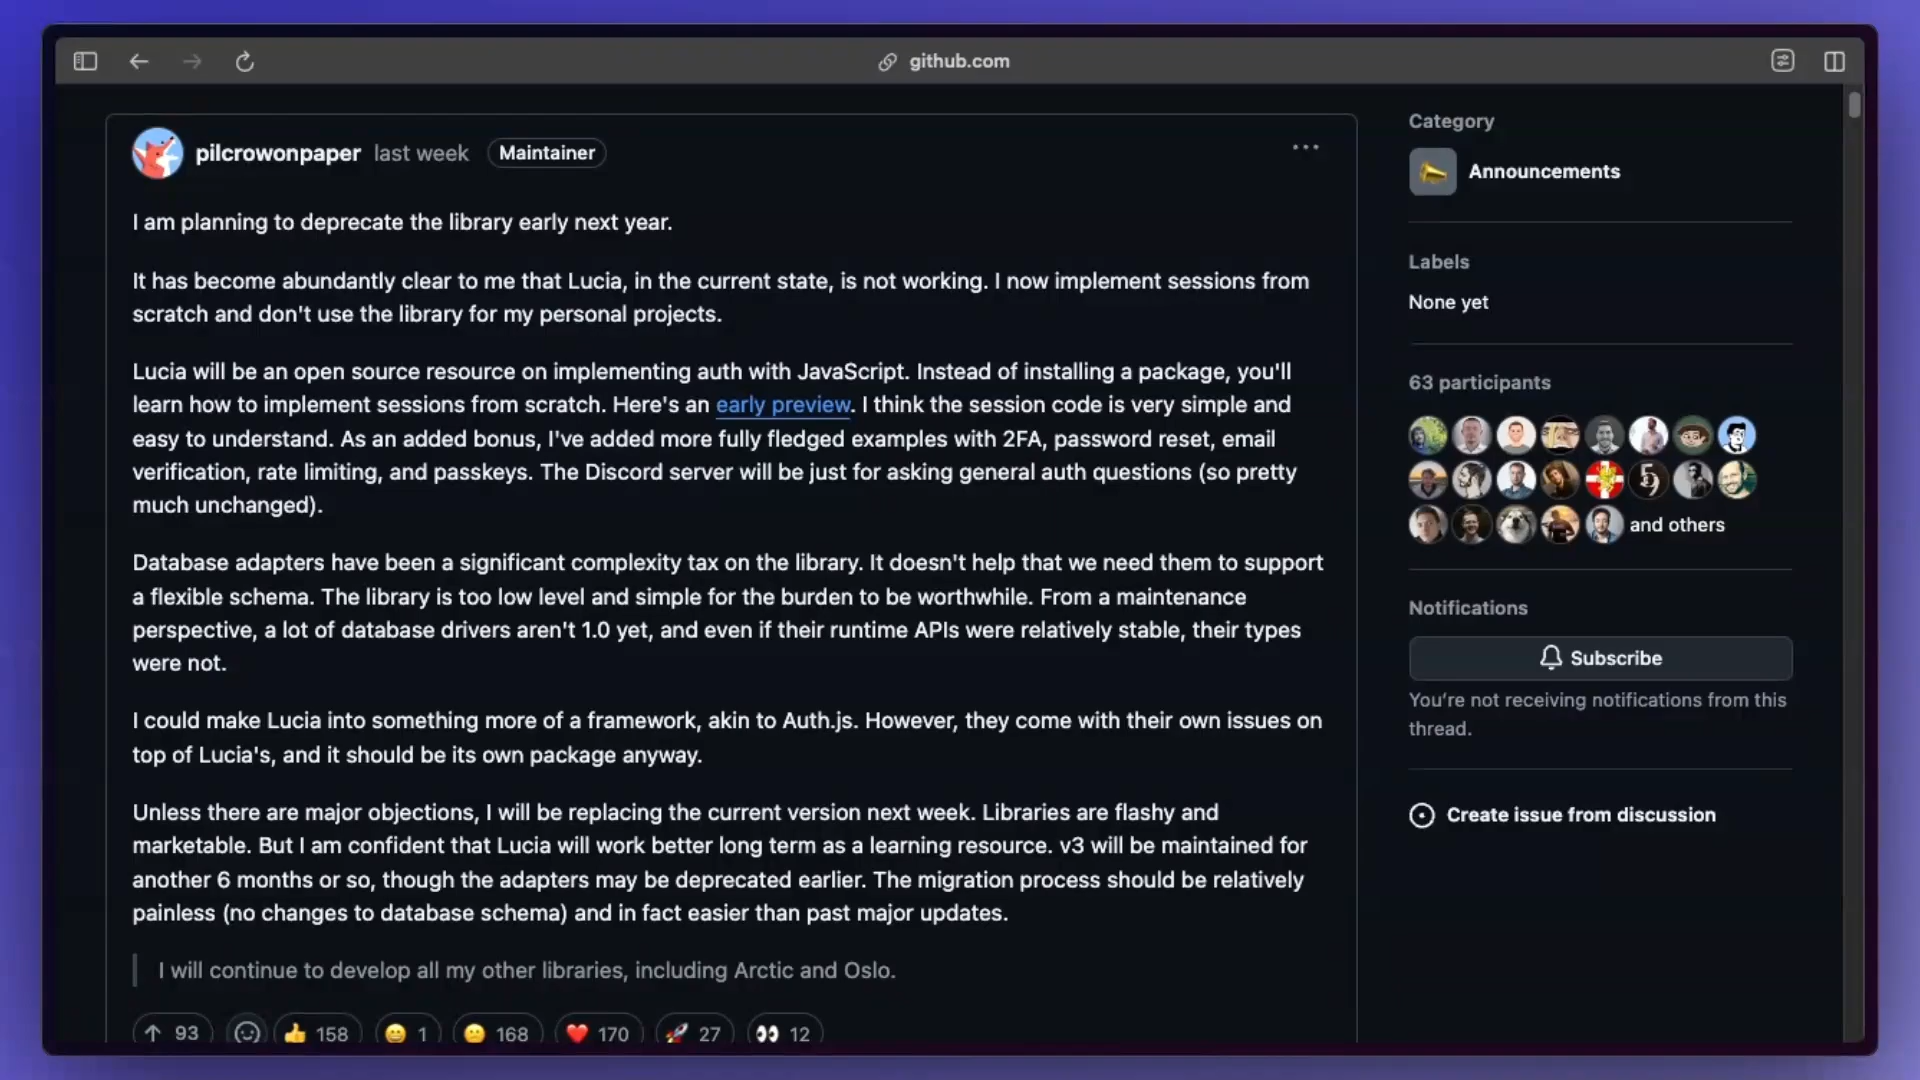 github.com
pilcrowonpaper last week Maintainer
I am planning to deprecate the library early next year.
It has become abundantly clear to me that Lucia, in the current state, is not working. I now implement sessions from
scratch and don't use the library for my personal projects.
Lucia will be an open source resource on implementing auth with JavaScript. Instead of installing a package, you'll
learn how to implement sessions from scratch. Here's an early preview. I think the session code is very simple and
easy to understand. As an added bonus, I've added more fully fledged examples with 2FA, password reset, email
verification, rate limiting, and passkeys. The Discord server will be just for asking general auth questions (so pretty
much unchanged).
Database adapters have been a significant complexity tax on the library. It doesn't help that we need them to support
a flexible schema. The library is too low level and simple for the burden to be worthwhile. From a maintenance
perspective, a lot of database drivers aren't 1.0 yet, and even if their runtime APIs were relatively stable, their types
were not.
I could make Lucia into something more of a framework, akin to Auth.js. However, they come with their own issues on
top of Lucia's, and it should be its own package anyway.
Unless there are major objections, I will be replacing the current version next week. Libraries are flashy and
marketable. But I am confident that Lucia will work better long term as a learning resource. v3 will be maintained for
another 6 months or so, though the adapters may be deprecated earlier. The migration process should be relatively
painless (no changes to database schema) and in fact easier than past major updates.
I will continue to develop all my other libraries, including Arctic and Oslo.
93 158 1 168 170 27 12
Category
Announcements
Labels
None yet
63 participants
and others
Notifications
Subscribe
You're not receiving notifications from this
thread.
Create issue from discussion